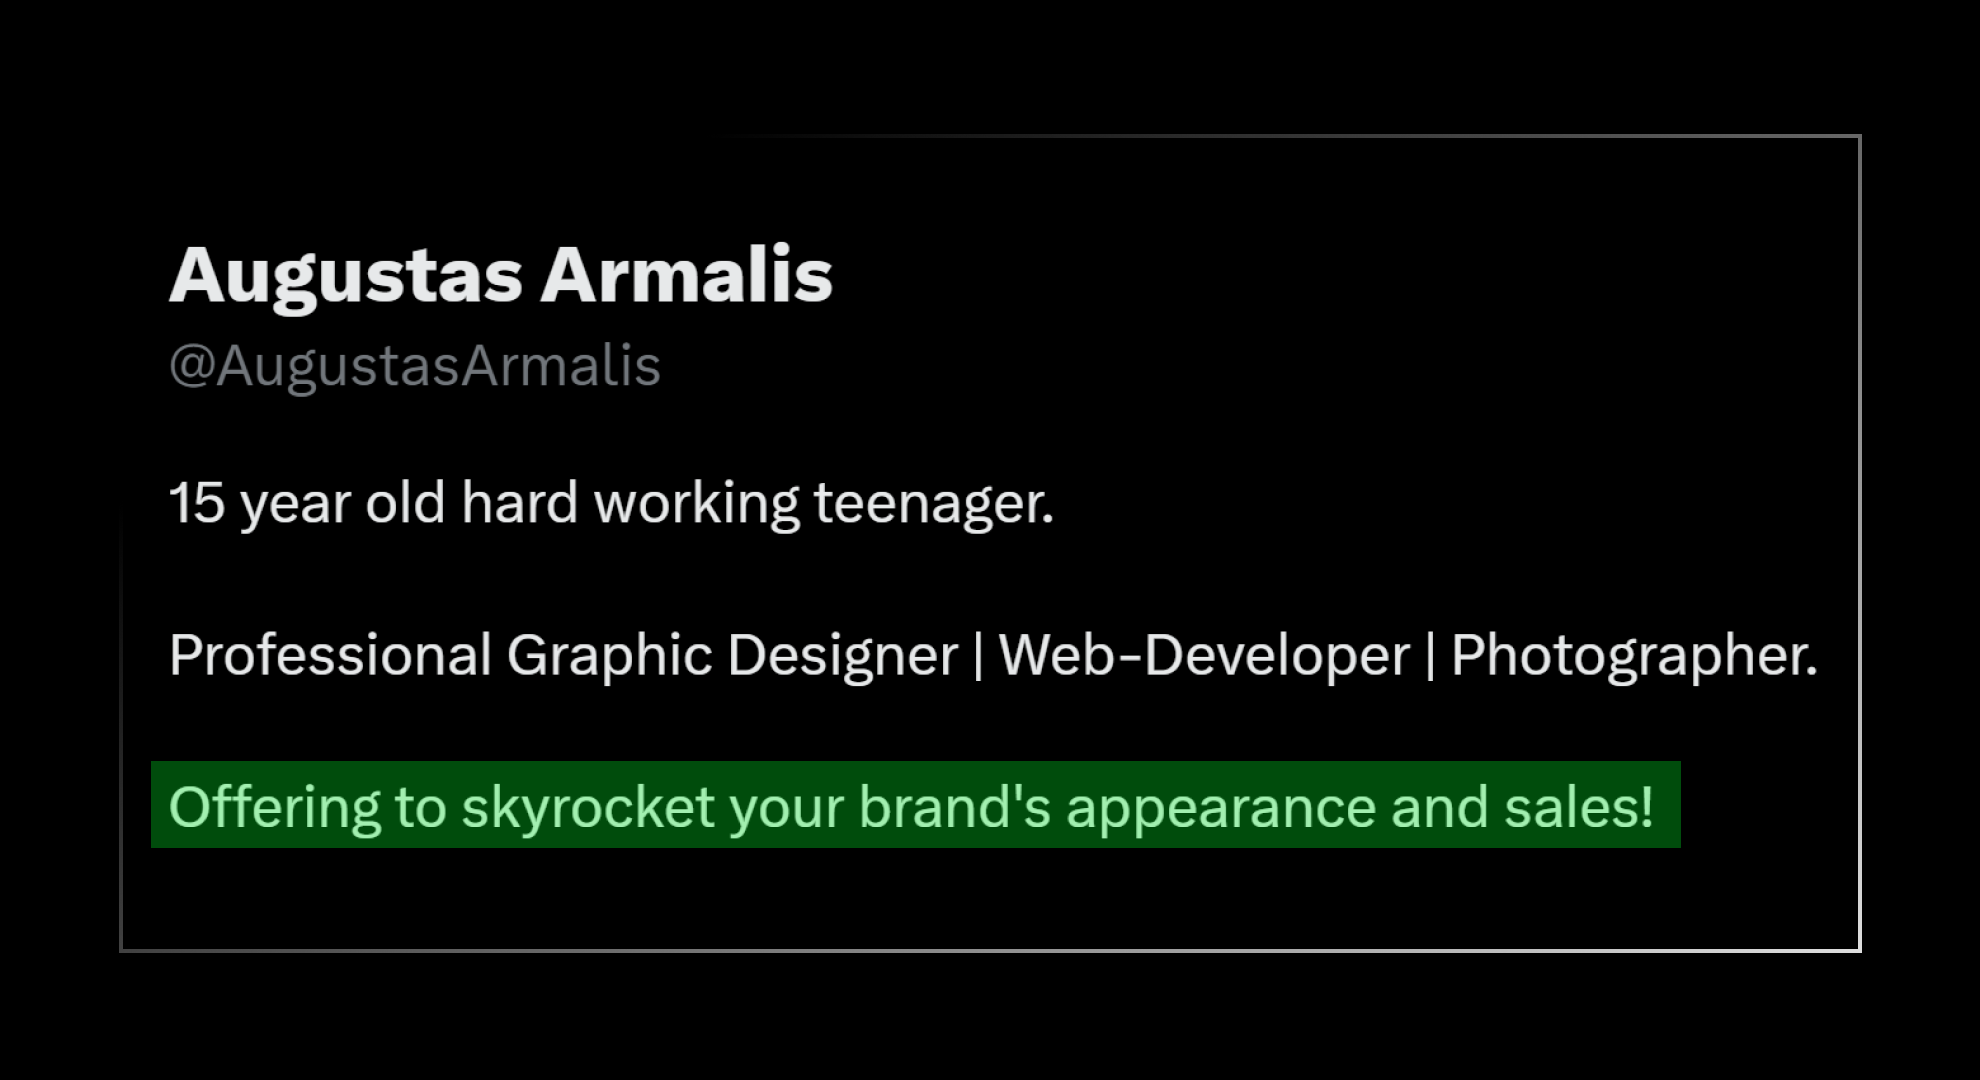 Augustas Armalis
@AugustasArmalis
15 year old hard working teenager.
Professional Graphic Designer | Web-Developer | Photographer.
Offering to skyrocket your brand's appearance and sales!